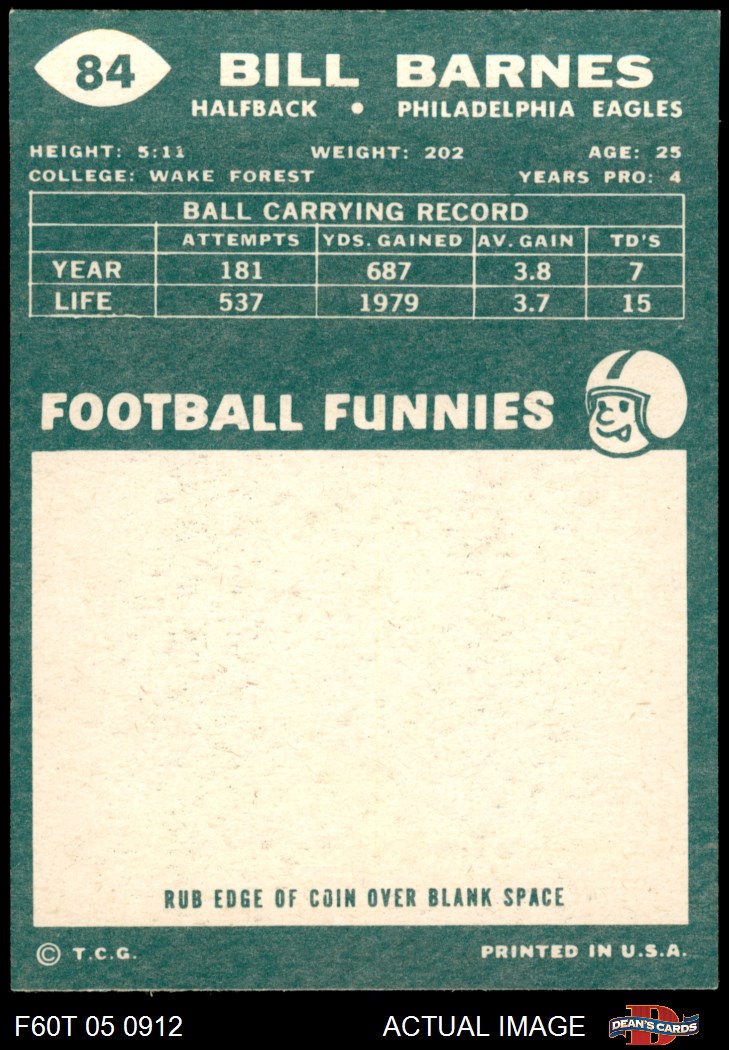 84
BILL BARNES
HALFBACK • PHILADELPHIA EAGLES
HEIGHT: 5:11 WEIGHT: 202 AGE: 25
COLLEGE: WAKE FOREST YEARS PRO: 4
BALL CARRYING RECORD
ATTEMPTS YDS. GAINED AV. GAIN TD'S
YEAR 181 687 3.8 7
LIFE 537 1979 3.7 15
FOOTBALL FUNNIES
RUB EDGE OF COIN OVER BLANK SPACE
© T.C.G. PRINTED IN U.S.A.
F60T 05 0912 ACTUAL IMAGE D DEAN'S CARDS